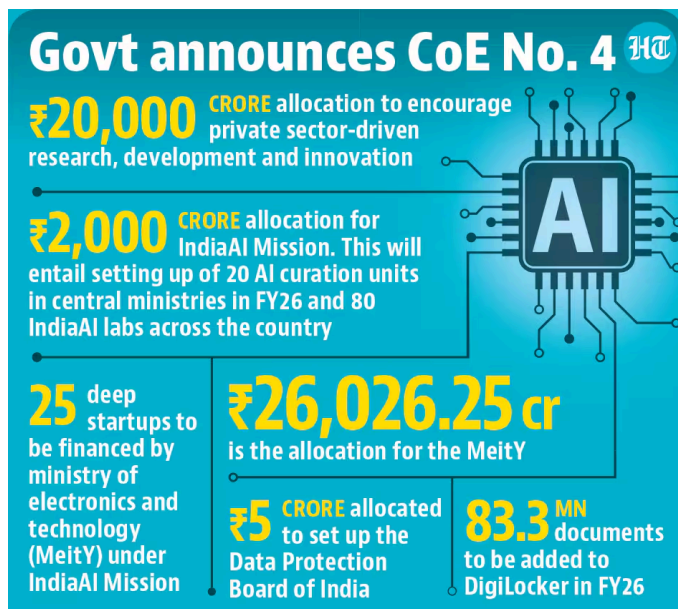 Govt announces CoE No. 4
HT
₹20,000 CRORE allocation to encourage
private sector-driven
research, development and innovation
AI
₹2,000 CRORE allocation for
IndiaAI Mission. This will
entail setting up of 20 AI curation units
in central ministries in FY26 and 80
IndiaAI labs across the country
25 deep
startups to
be financed by
ministry of
electronics and
technology
(MeitY) under
IndiaAI Mission
₹26,026.25 cr
is the allocation for the MeitY
₹5 CRORE allocated
to set up the
Data Protection
Board of India
83.3 MN
documents
to be added to
DigiLocker in FY26